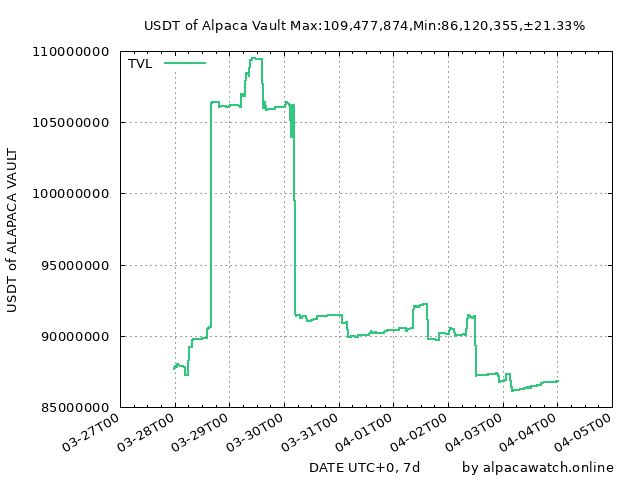 USDT of Alpaca Vault Max:109,477,874,Min:86,120,355,±21.33%
110000000
TVL
105000000
100000000
95000000
90000000
85000000
USDT of ALAPACA VAULT
03-27T00
03-28T00
03-29T00
03-30T00
03-31T00
04-01T00
04-02T00
04-03T00
04-04T00
04-05T00
DATE UTC+0, 7d
by alpacawatch.online